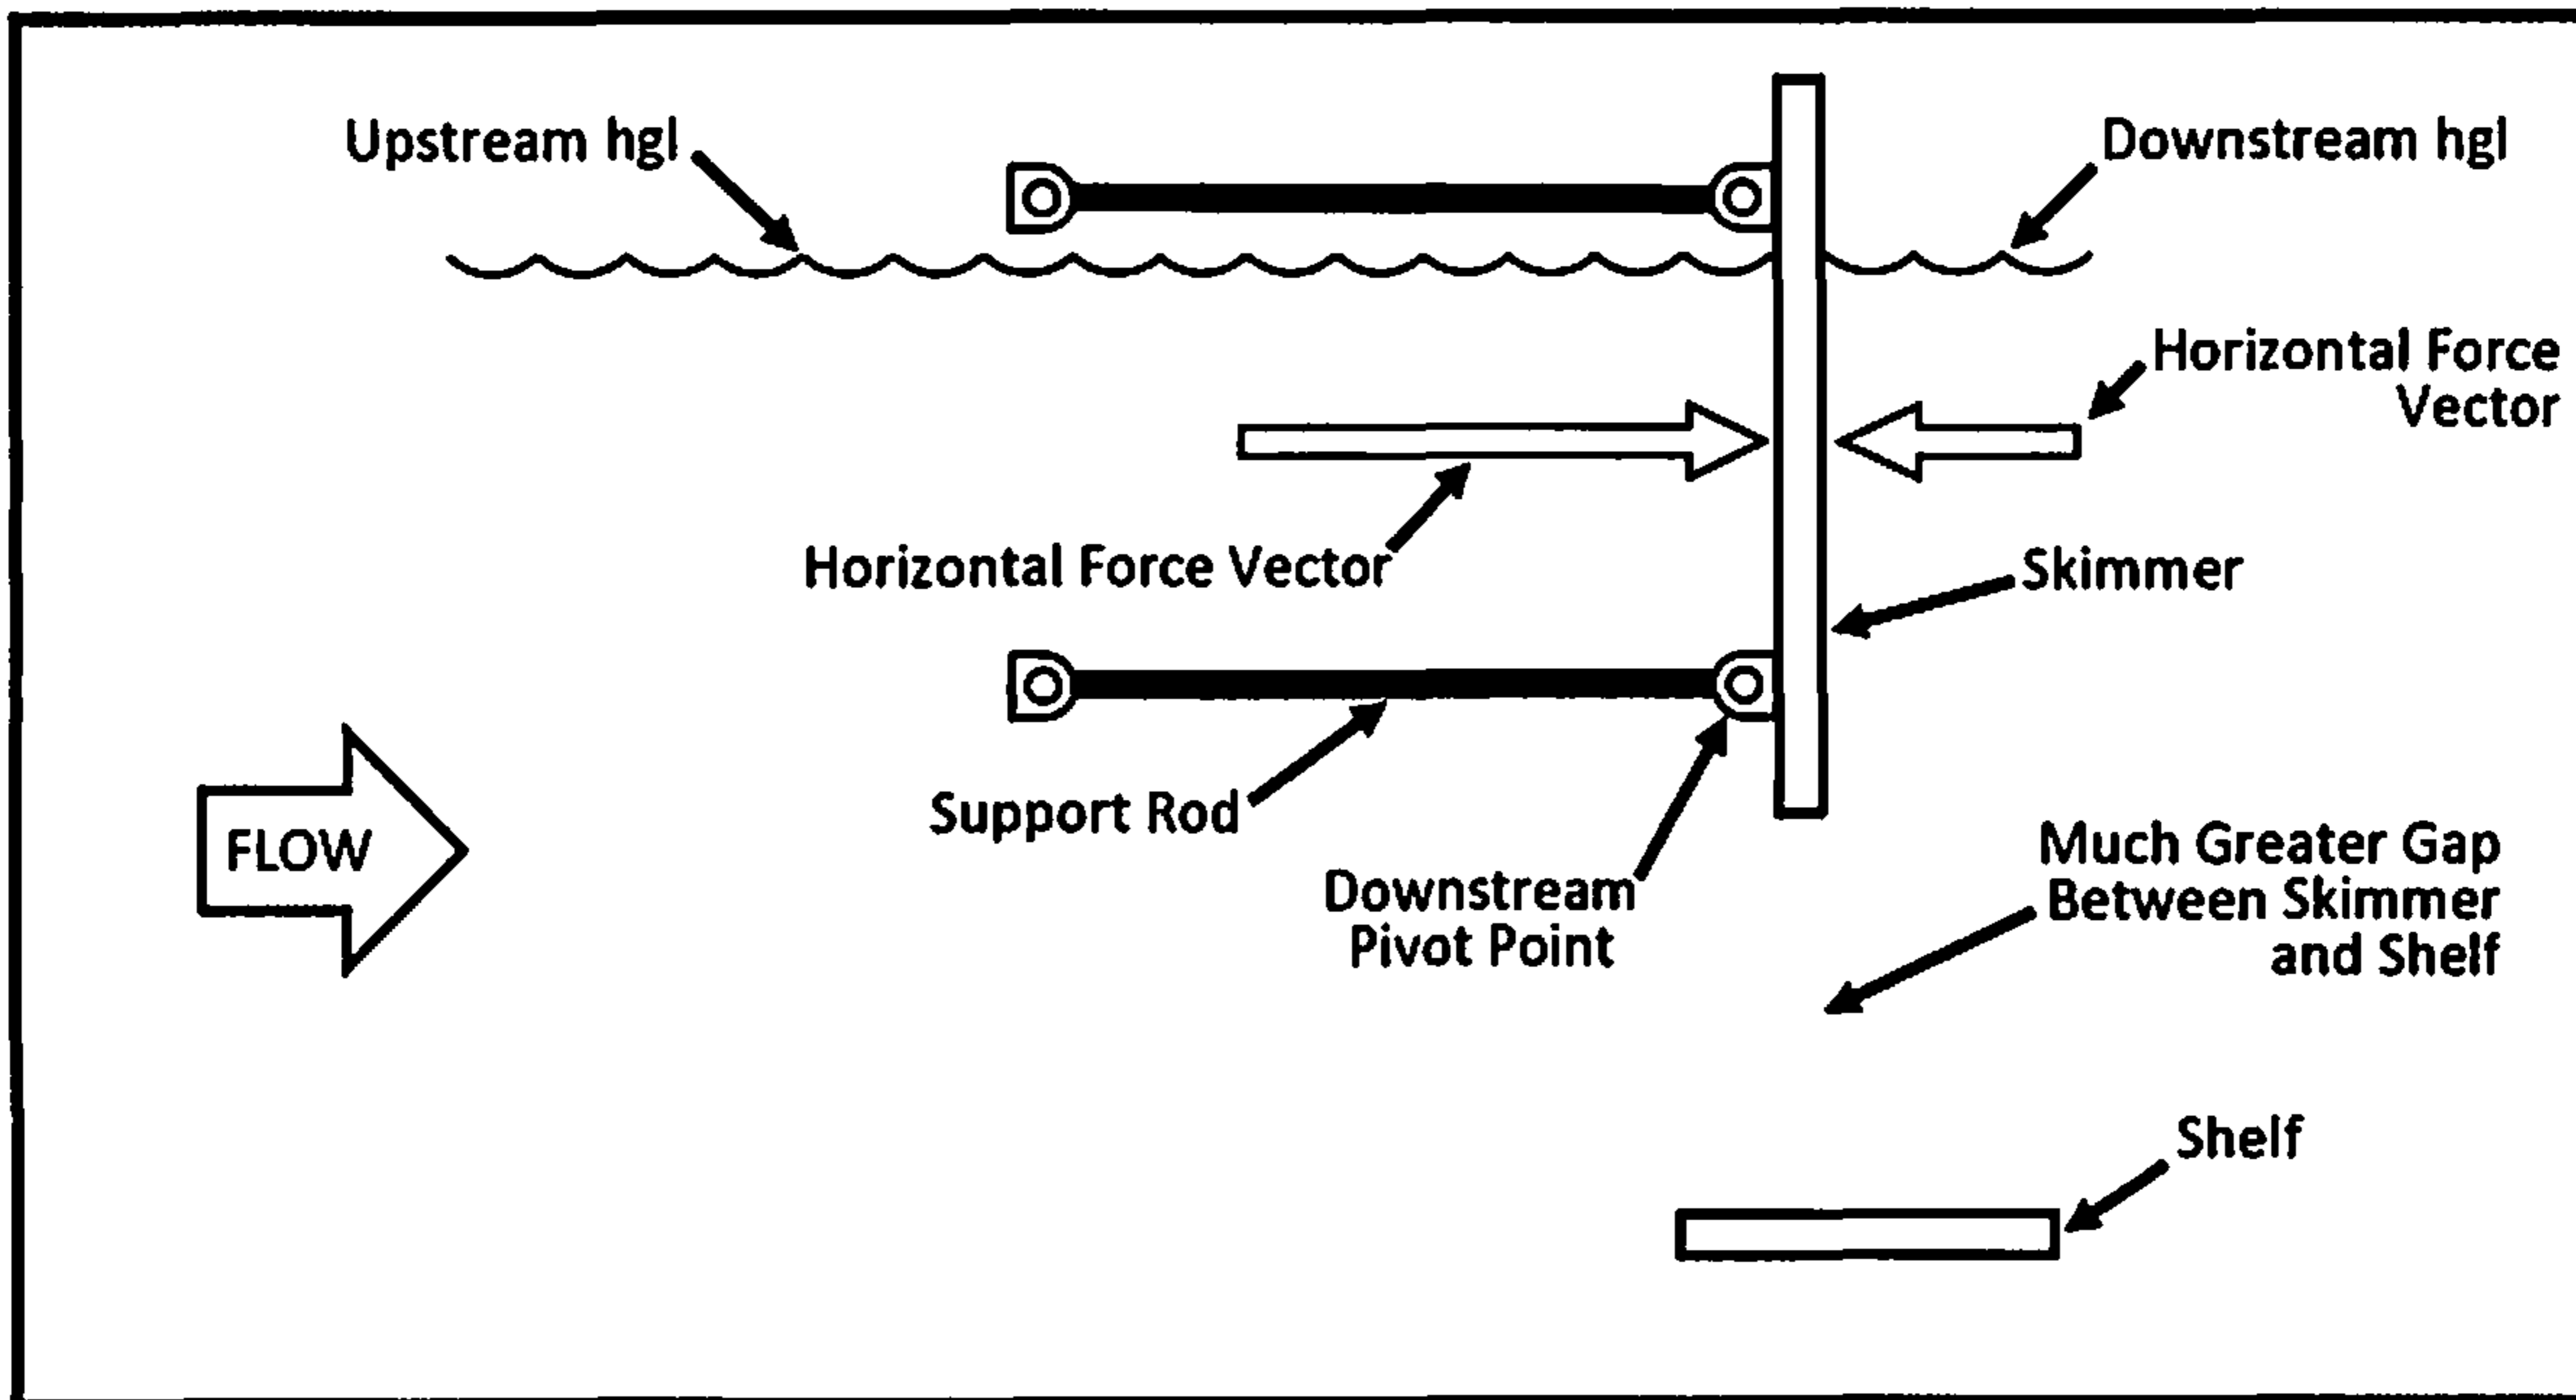 Upstream hgl
Downstream hgl
Horizontal Force
Vector
Horizontal Force Vector
Skimmer
Support Rod
FLOW
Downstream
Pivot Point
Much Greater Gap
Between Skimmer
and Shelf
Shelf